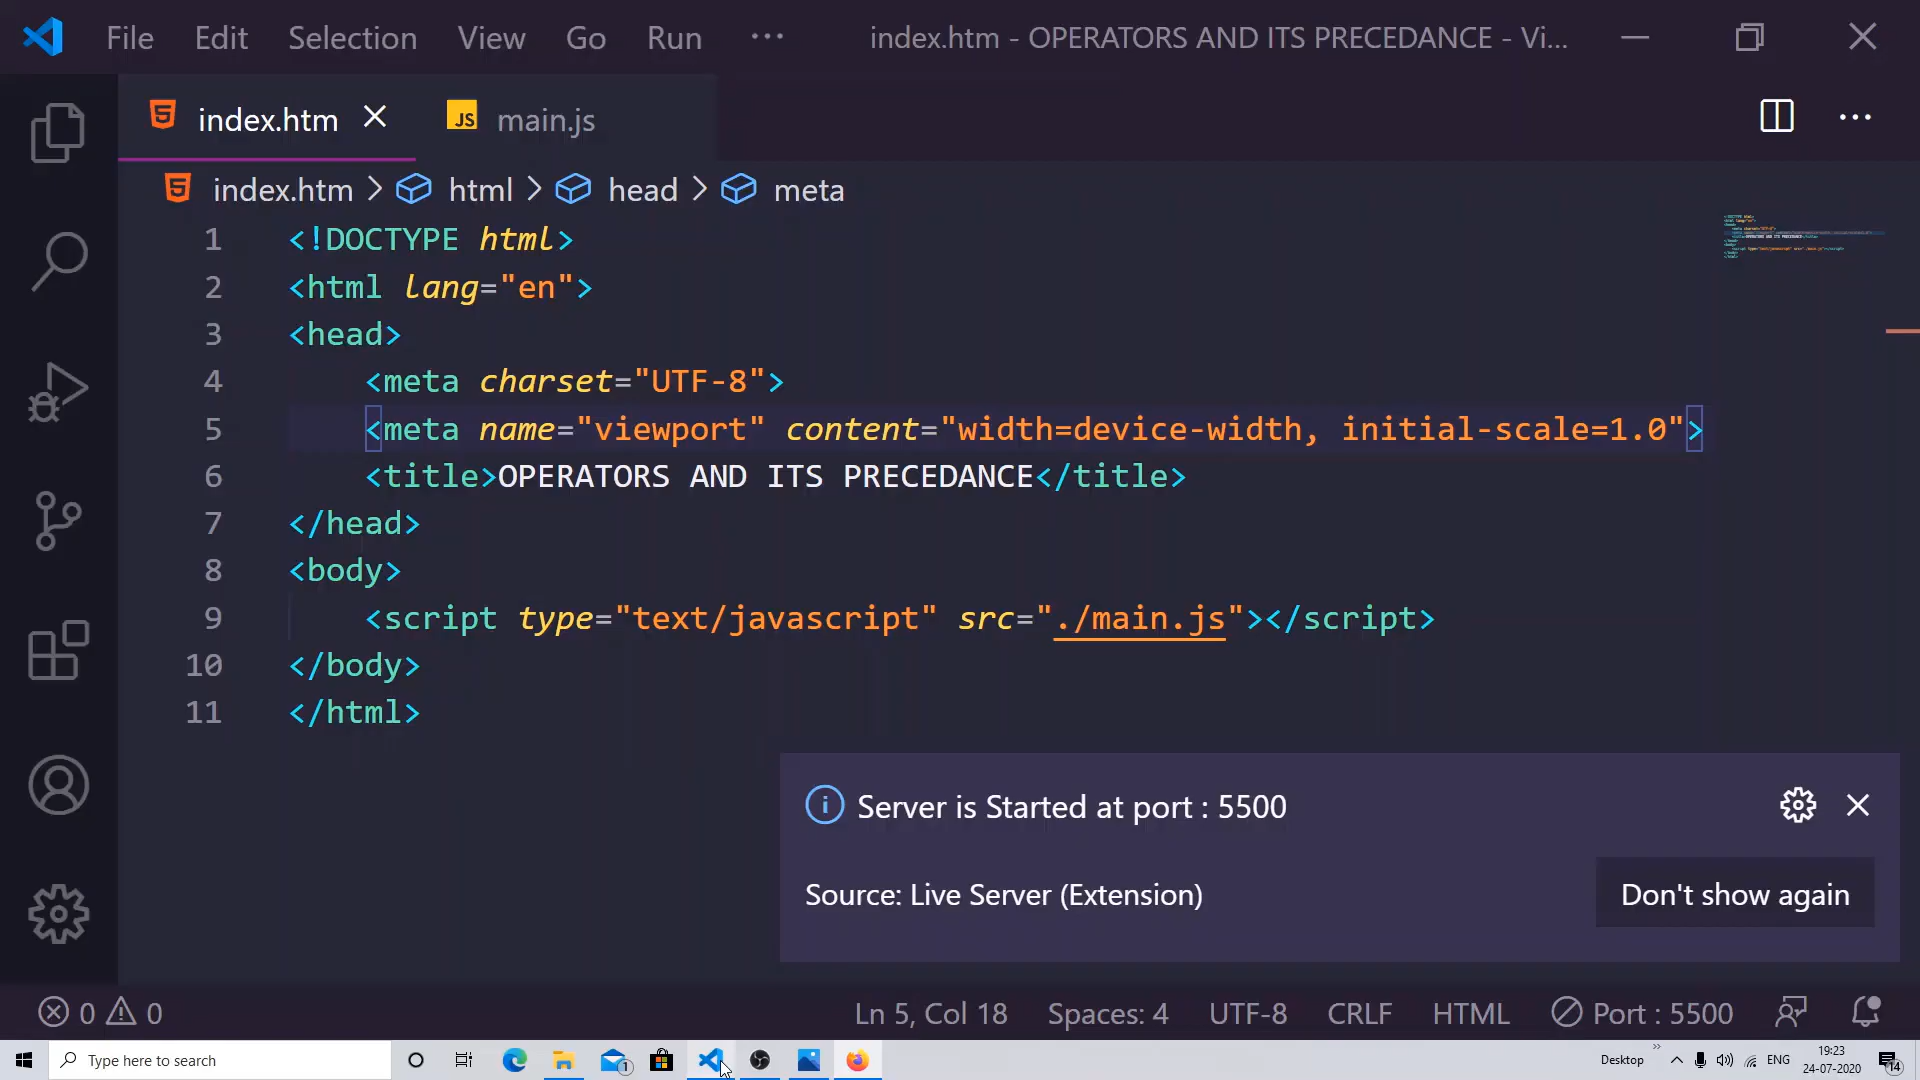 File Edit Selection View Go Run ··· index.htm - OPERATORS AND ITS PRECEDANCE - Vi...
index.htm JS main.js
index.htm > html > head > meta
1 <!DOCTYPE html>
2 <html lang="en">
3 <head>
4 <meta charset="UTF-8">
5 <meta name="viewport" content="width=device-width, initial-scale=1.0">
6 <title>OPERATORS AND ITS PRECEDANCE</title>
7 </head>
8 <body>
9 <script type="text/javascript" src="./main.js"></script>
10 </body>
11 </html>
Server is Started at port : 5500
Source: Live Server (Extension)
Don't show again
0 0 Ln 5, Col 18 Spaces: 4 UTF-8 CRLF HTML Port : 5500
Type here to search
1
Desktop
ENG
19:23
24-07-2020
14